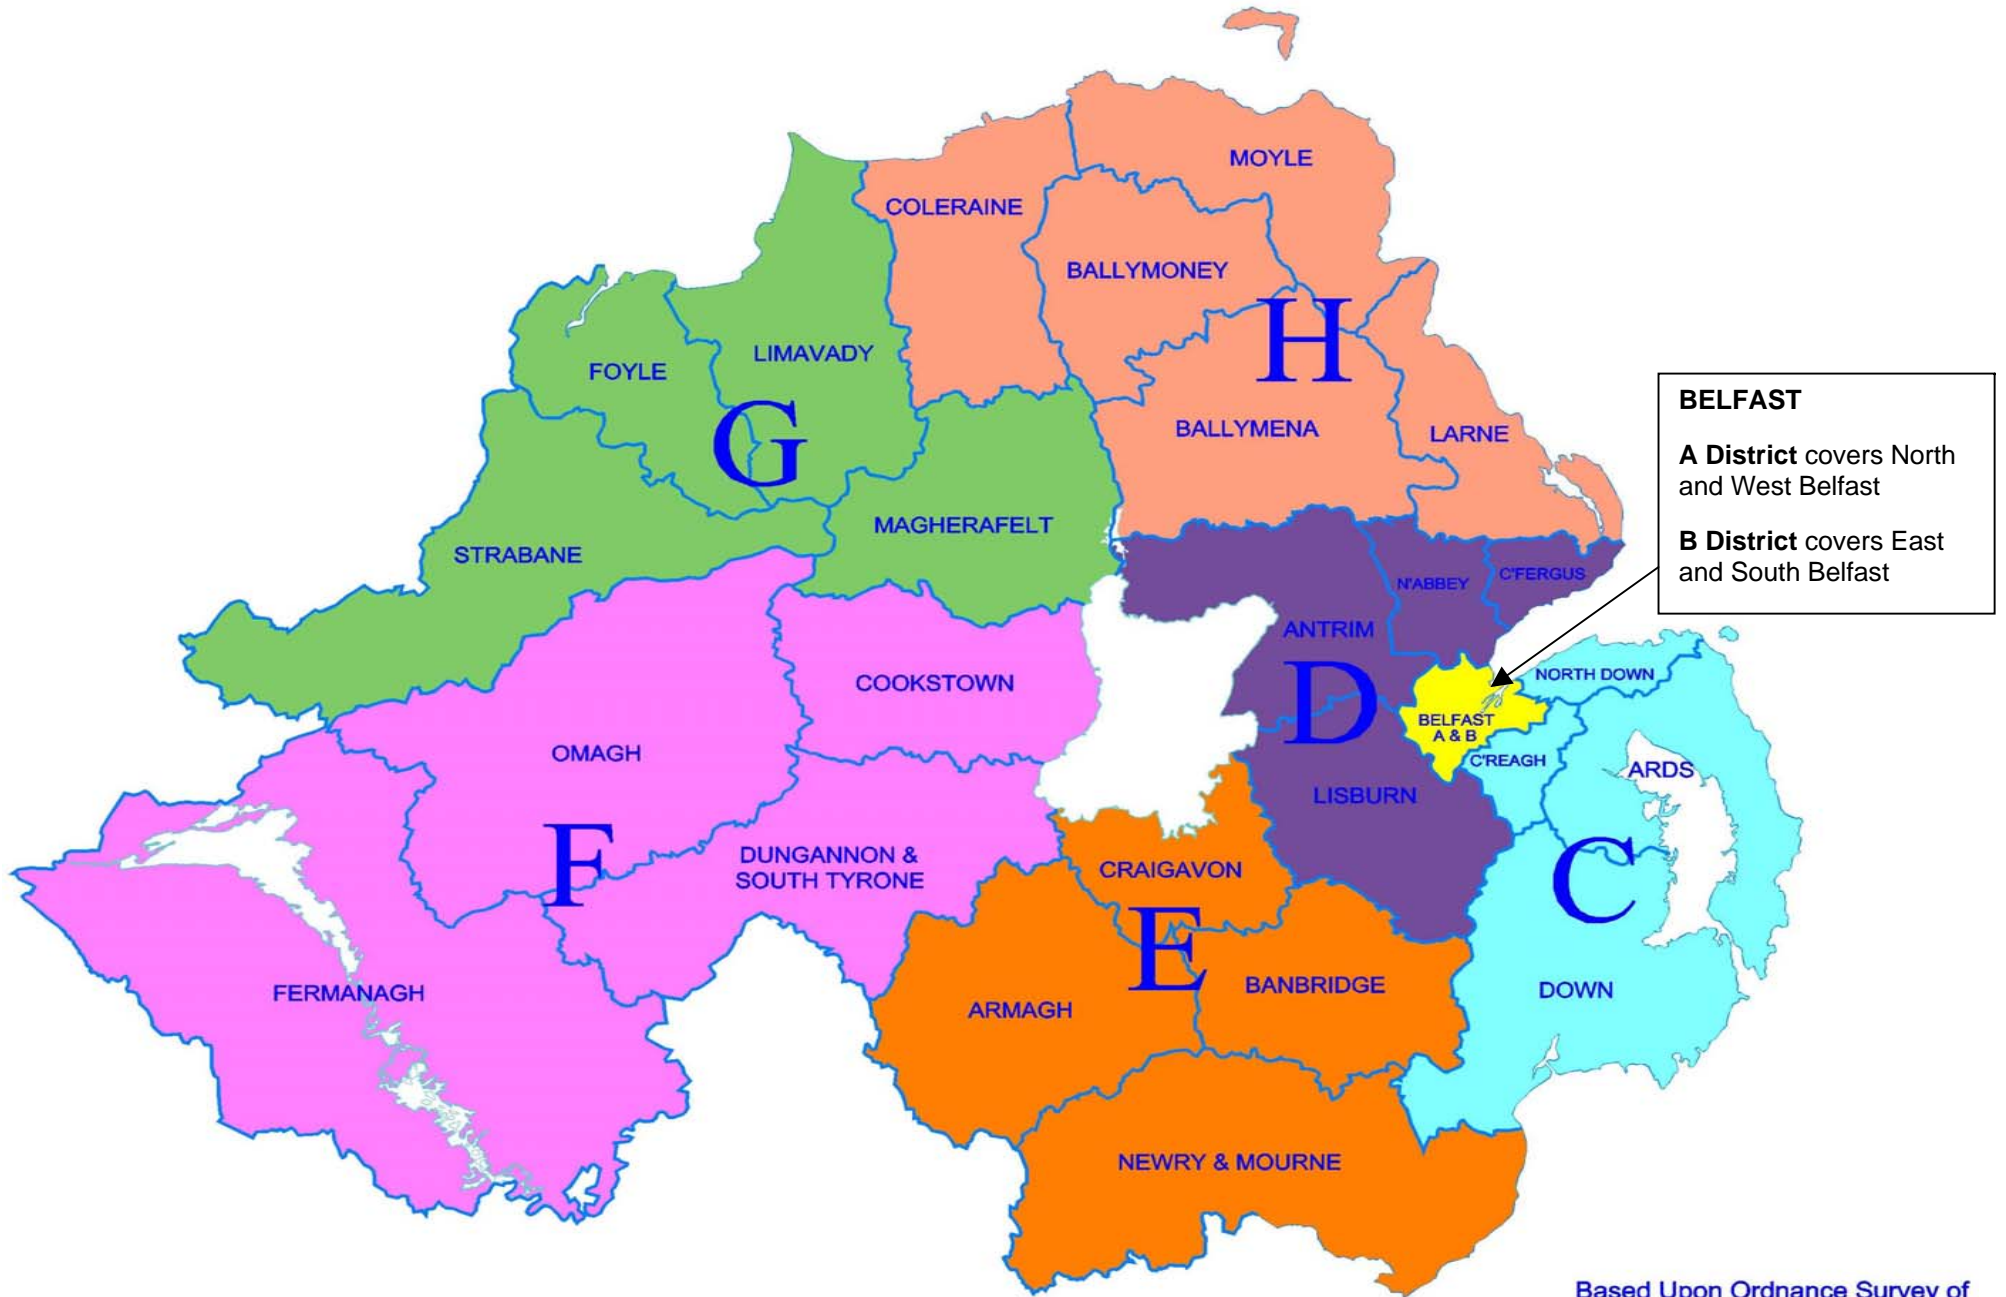 MOYLE
COLERAINE
BALLYMONEY
H
LIMAVADY
FOYLE
G
BALLYMENA
LARNE
BELFAST
A District covers North
and West Belfast
B District covers East
and South Belfast
MAGHERAFELT
STRABANE
N'ABBEY
C'FERGUS
ANTRIM
D
COOKSTOWN
NORTH DOWN
BELFAST
A & B
C'REAGH
ARDS
OMAGH
LISBURN
F
DUNGANNON &
SOUTH TYRONE
CRAIGAVON
C
E
FERMANAGH
ARMAGH
BANBRIDGE
DOWN
NEWRY & MOURNE
Based Upon Ordnance Survey of